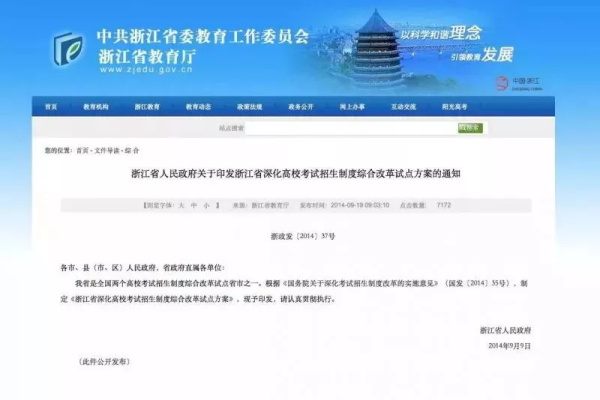 中共浙江省委教育工作委员会
浙江省教育厅
www.zjedu.gov.cn
以科学和谐理念
引领教育发展
中国浙江
首页 教育机构 浙江教育 教育动态 政策法规 政务公开 网上办事 互动交流 阳光高考
站点搜索
您的位置：首页 - 文件导读 - 综 合
浙江省人民政府关于印发浙江省深化高校考试招生制度综合改革试点方案的通知
【浏览字体：大 中 小 】 来源：浙江省教育厅 发布时间：2014-09-19 09:03:10 点击数量： 7172
浙政发〔2014〕37号
各市、县（市、区）人民政府，省政府直属各单位：
我省是全国两个高校考试招生制度综合改革试点省市之一。根据《国务院关于深化考试招生制度改革的实施意见》（国发〔2014〕35号），制
定《浙江省深化高校考试招生制度综合改革试点方案》，现予印发，请认真贯彻执行。
浙江省人民政府
2014年9月9日
（此件公开发布）